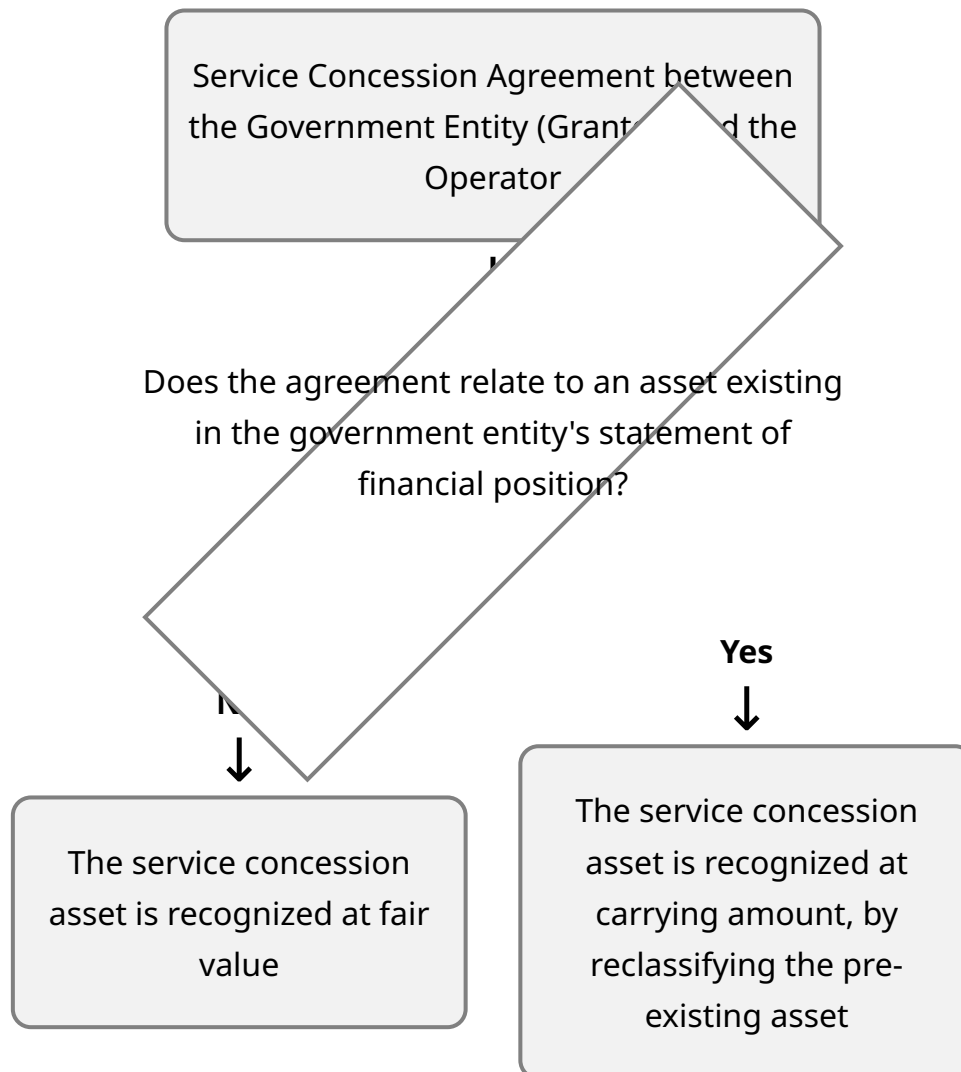 Service Concession Agreement between
the Government Entity the
Operator
Does the agreement relate to an asset existing
in the government entity's statement of
financial position?
Yes
The service concession
asset is recognized at fair
value
The service concession
asset is recognized at
carrying amount, by
reclassifying the pre-
existing asset